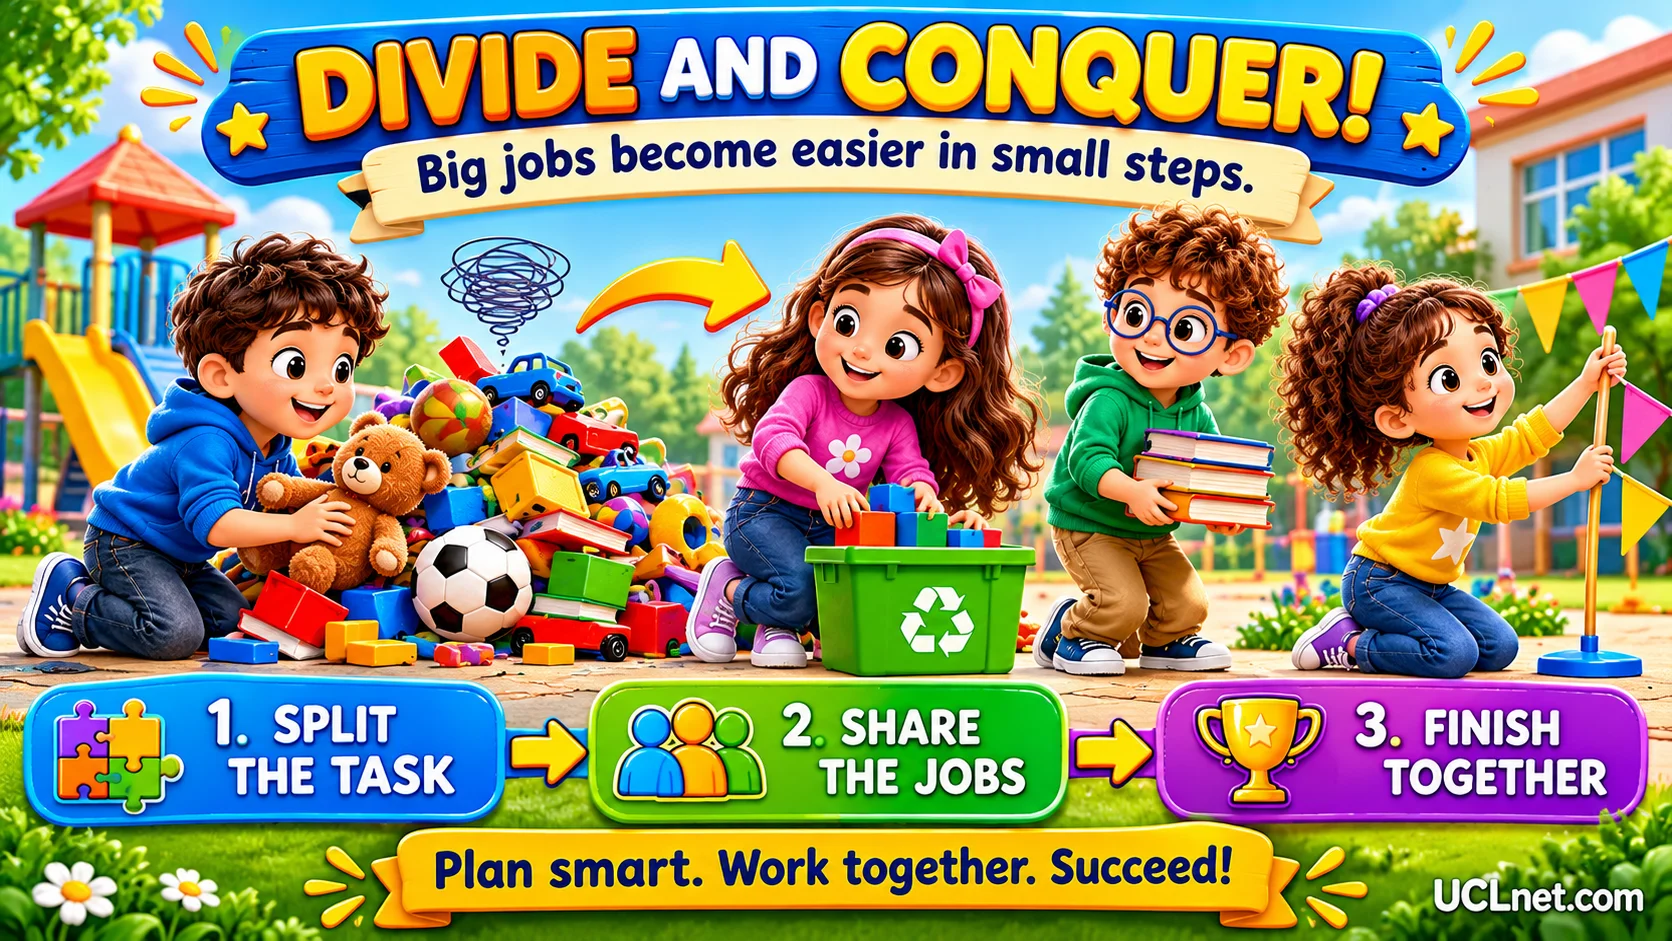 DIVIDE AND CONQUER!
Big jobs become easier in small steps.
1. SPLIT
THE TASK
2. SHARE
THE JOBS
3. FINISH
TOGETHER
Plan smart. Work together. Succeed!
UCLnet.com